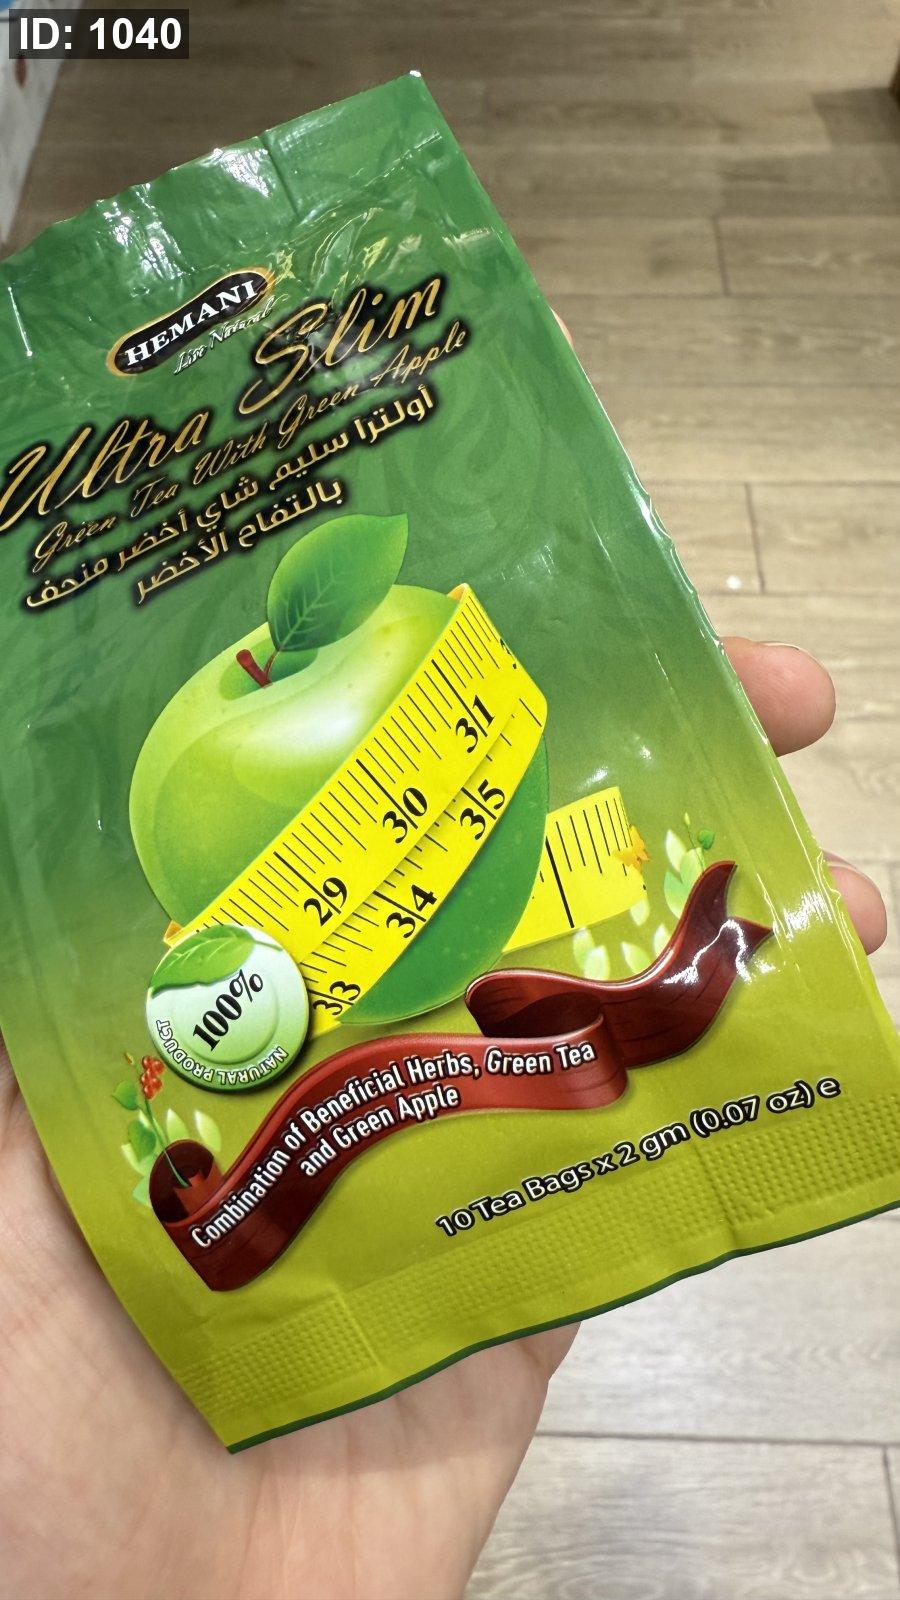 ID: 1040
HEMANI
Live Natural
Ultra Slim
Green Tea With Green Apple
أولترا سليم شاي أخضر منحف
بالتفاح الأخضر
31
30
29
35
34
33
100%
NATURAL PRODUCT
Combination of Beneficial Herbs, Green Tea
and Green Apple
10 Tea Bags x 2 gm (0.07 oz) e